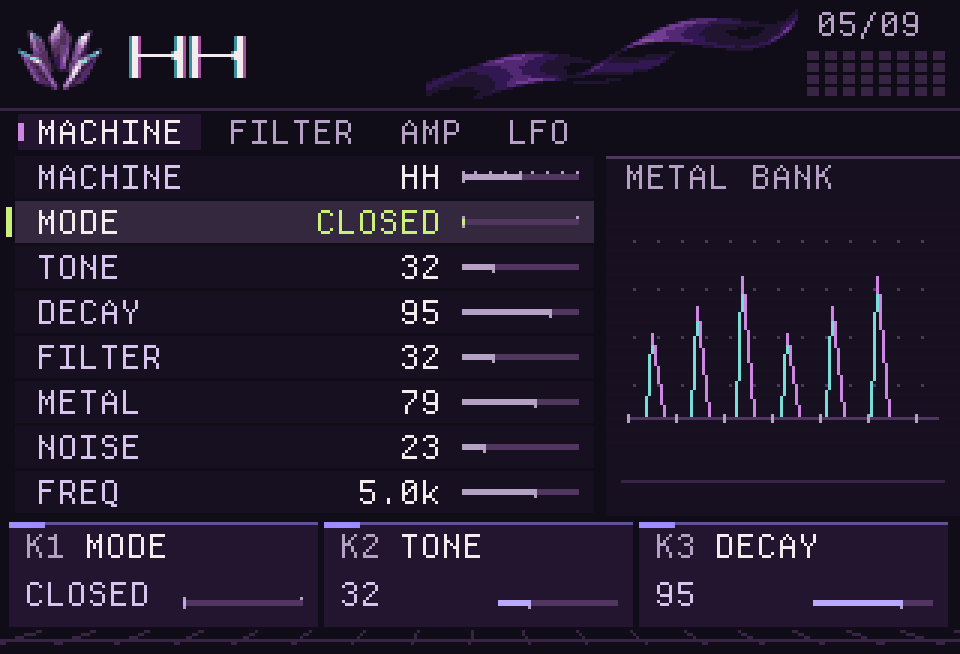 HH
05/09
MACHINE FILTER AMP LFO
MACHINE HH
METAL BANK
MODE CLOSED
TONE 32
DECAY 95
FILTER 32
METAL 79
NOISE 23
FREQ 5.0k
K1 MODE
CLOSED
K2 TONE
32
K3 DECAY
95